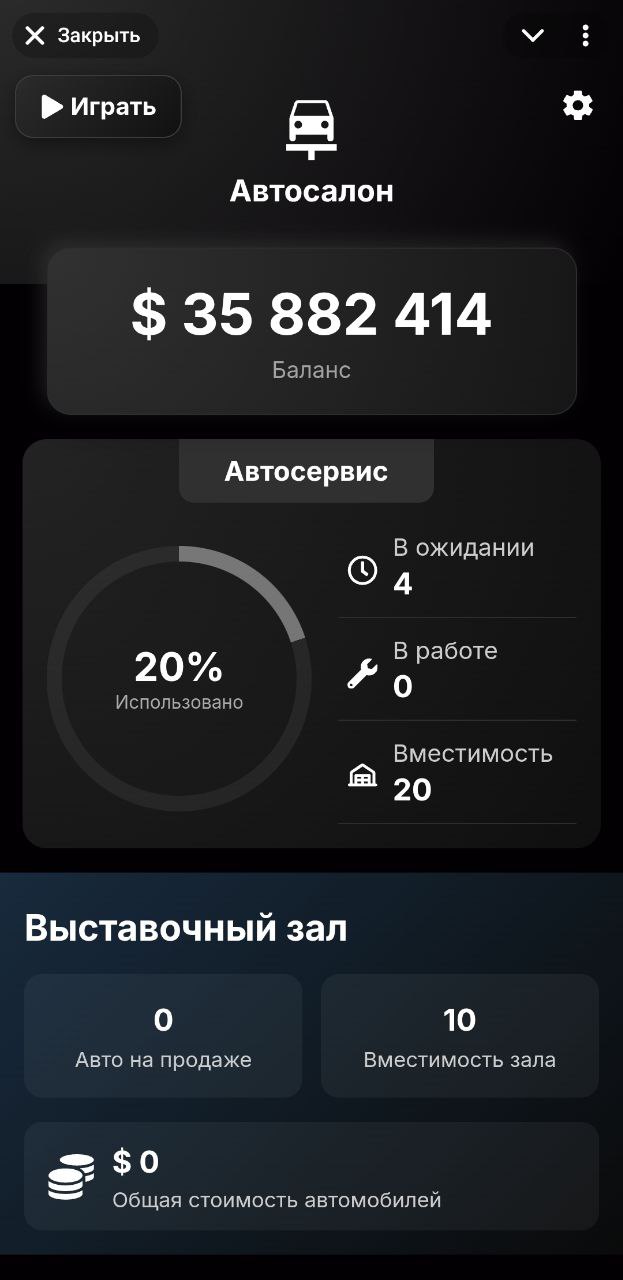 Закрыть
Играть
Автосалон
$ 35 882 414
Баланс
Автосервис
20%
Использовано
В ожидании
4
В работе
0
Вместимость
20
Выставочный зал
0
Авто на продаже
10
Вместимость зала
$ 0
Общая стоимость автомобилей